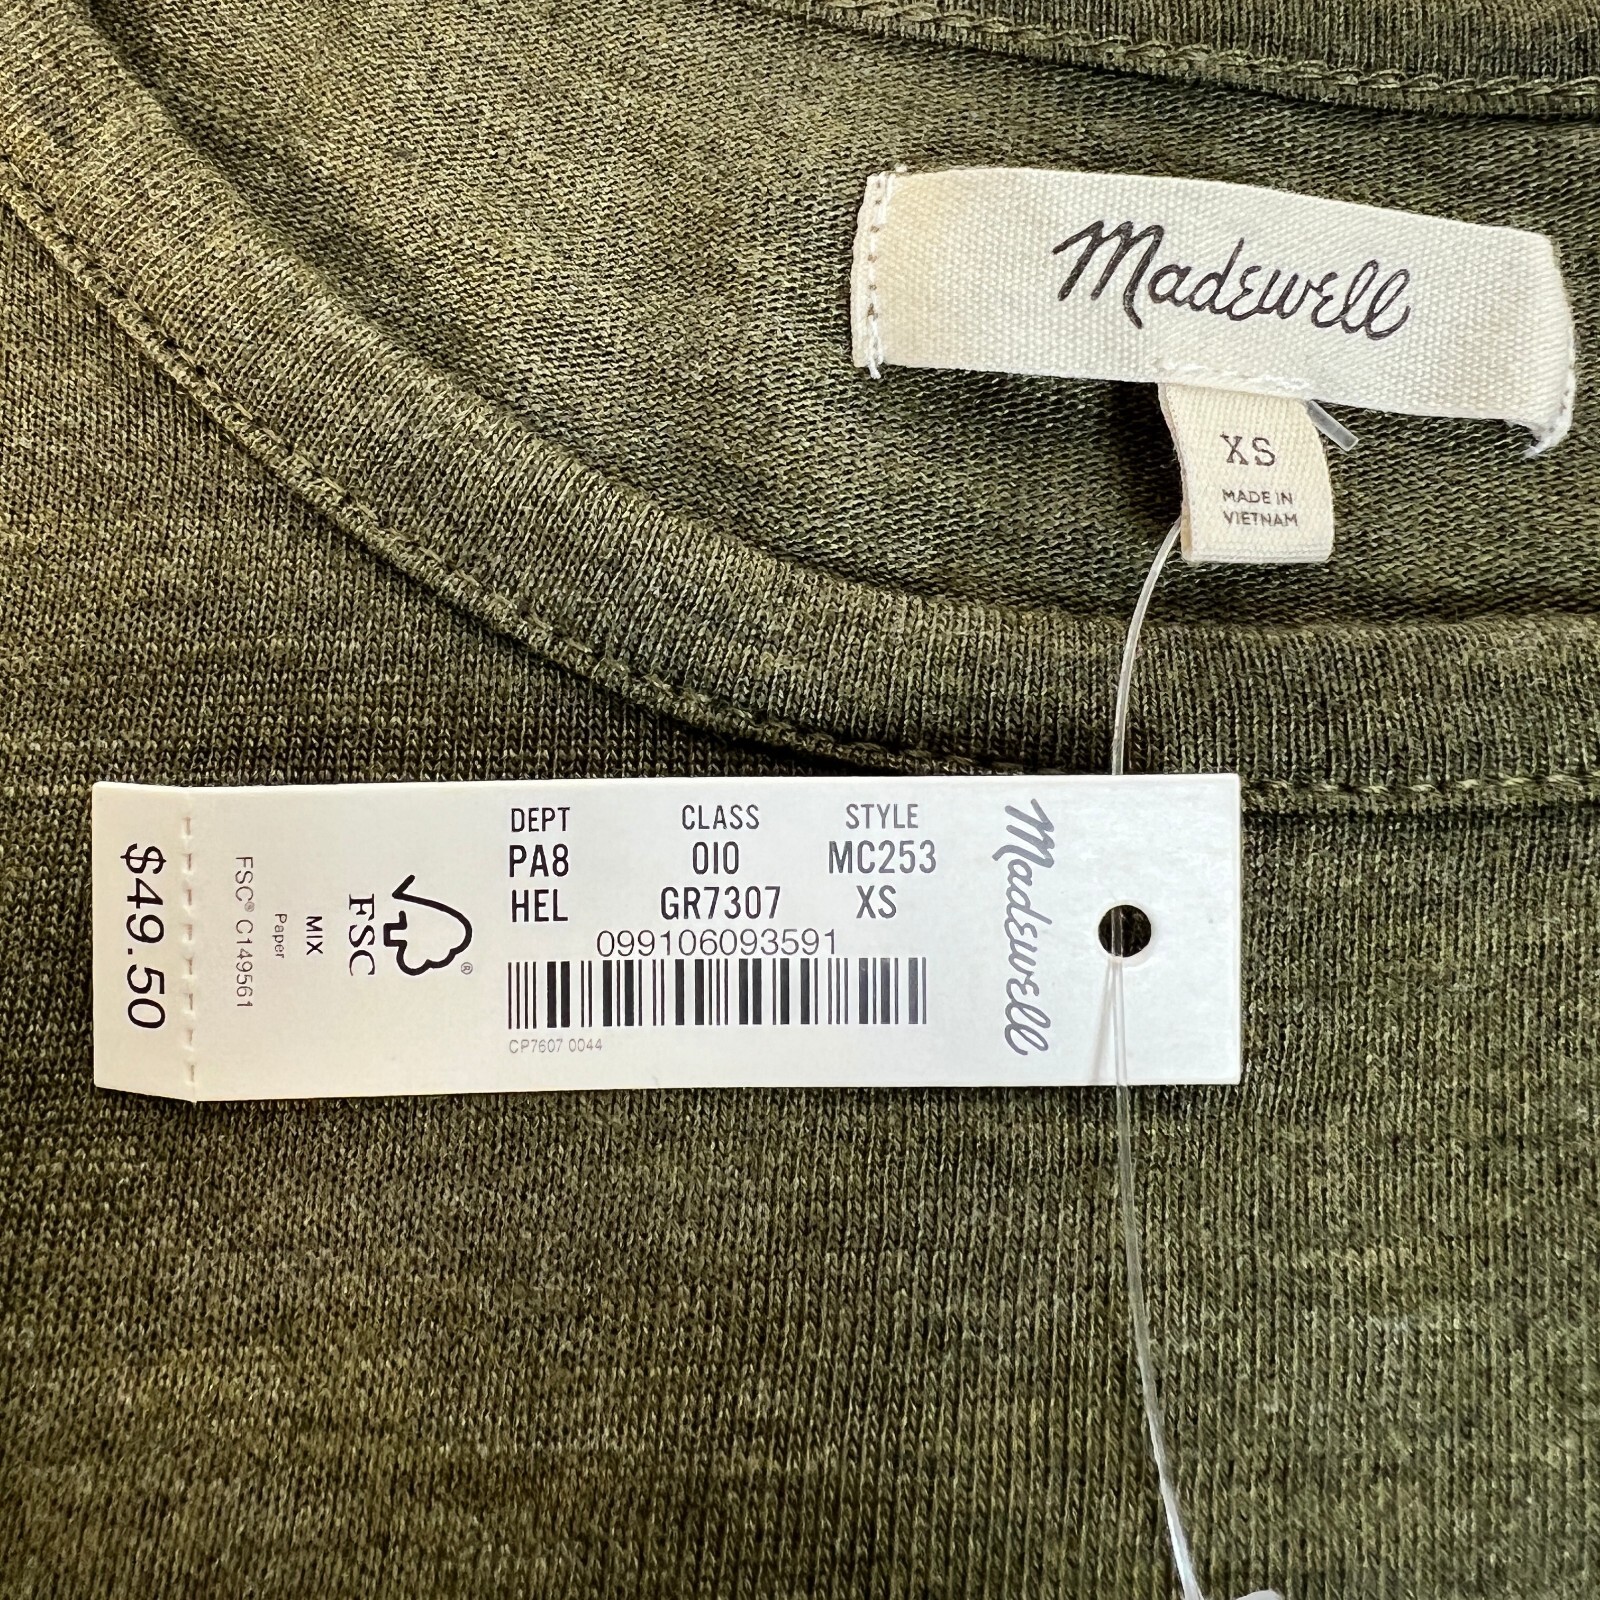 Madewell
XS
MADE IN
VIETNAM
DEPT CLASS STYLE
PA8 010 MC253
HEL GR7307 XS
099106093591
CP7607 0044
Madewell
FSC
®
MIX
Paper
FSC® C149561
$49.50